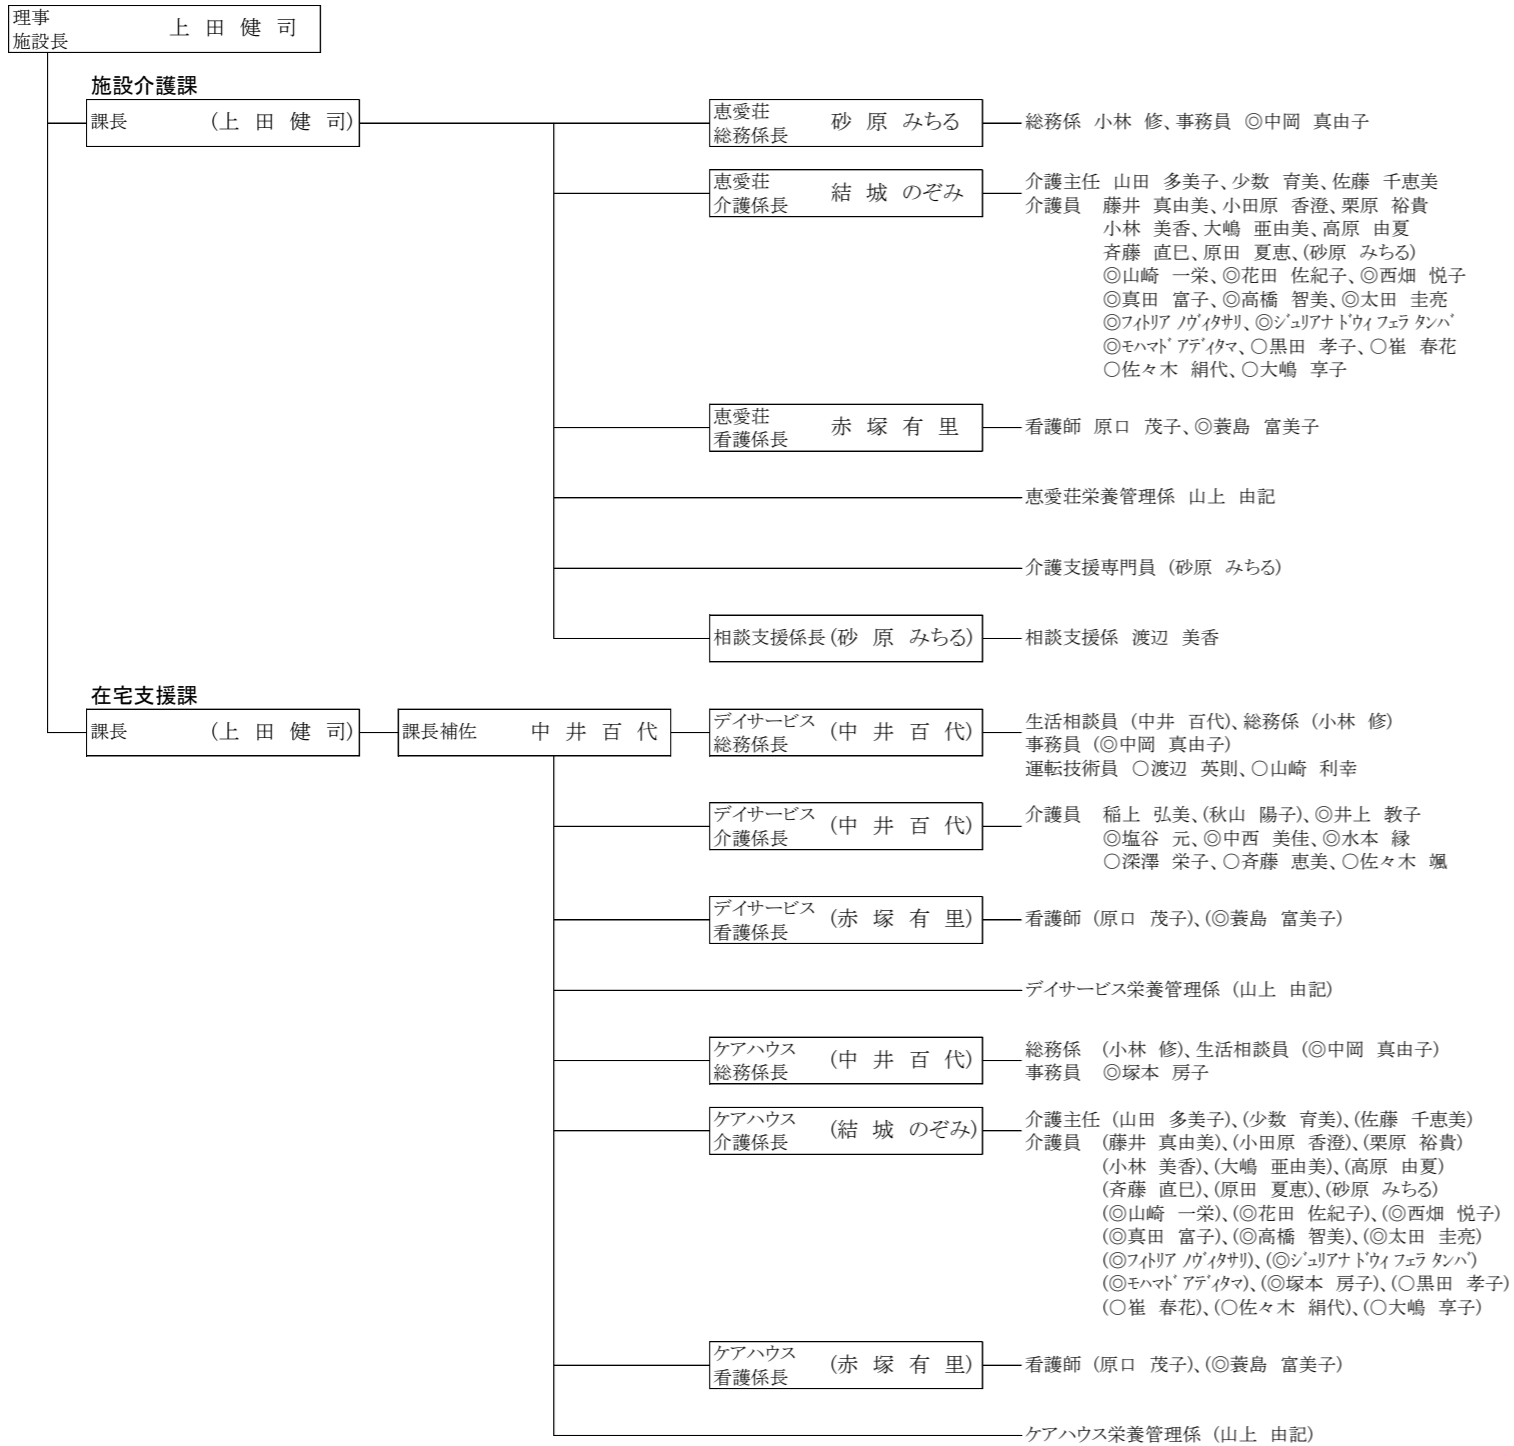 理事
施設長 上 田 健 司
施設介護課
課長 (上 田 健 司)
恵愛荘
総務係長 砂 原 みちる
総務係 小林 修、事務員 ◎中岡 真由子
恵愛荘
介護係長 結 城 のぞみ
介護主任 山田 多美子、少数 育美、佐藤 千恵美
介護員 藤井 真由美、小田原 香澄、栗原 裕貴
小林 美香、大嶋 亜由美、高原 由夏
斉藤 直巳、原田 夏恵、(砂原 みちる)
◎山崎 一栄、◎花田 佐紀子、◎西畑 悦子
◎真田 富子、◎高橋 智美、◎太田 圭亮
◎フィトリア ノヴィタサリ、◎ジュリアナ ドウィ フェラ タンバ
◎モハマド アディタマ、○黒田 孝子、○崔 春花
○佐々木 絹代、○大嶋 享子
恵愛荘
看護係長 赤 塚 有 里
看護師 原口 茂子、◎蓑島 富美子
恵愛荘栄養管理係 山上 由記
介護支援専門員 (砂原 みちる)
相談支援係長 (砂 原 みちる)
相談支援係 渡辺 美香
在宅支援課
課長 (上 田 健 司)
課長補佐 中 井 百 代
デイサービス
総務係長 (中 井 百 代)
生活相談員 (中井 百代)、総務係 (小林 修)
事務員 (◎中岡 真由子)
運転技術員 ○渡辺 英則、○山崎 利幸
デイサービス
介護係長 (中 井 百 代)
介護員 稲上 弘美、(秋山 陽子)、◎井上 教子
◎塩谷 元、◎中西 美佳、◎水本 縁
○深澤 栄子、○斉藤 恵美、○佐々木 颯
デイサービス
看護係長 (赤 塚 有 里)
看護師 (原口 茂子)、(◎蓑島 富美子)
デイサービス栄養管理係 (山上 由記)
ケアハウス
総務係長 (中 井 百 代)
総務係 (小林 修)、生活相談員 (◎中岡 真由子)
事務員 ◎塚本 房子
ケアハウス
介護係長 (結 城 のぞみ)
介護主任 (山田 多美子)、(少数 育美)、(佐藤 千恵美)
介護員 (藤井 真由美)、(小田原 香澄)、(栗原 裕貴)
(小林 美香)、(大嶋 亜由美)、(高原 由夏)
(斉藤 直巳)、(原田 夏恵)、(砂原 みちる)
(◎山崎 一栄)、(◎花田 佐紀子)、(◎西畑 悦子)
(◎真田 富子)、(◎高橋 智美)、(◎太田 圭亮)
(◎フィトリア ノヴィタサリ)、(◎ジュリアナ ドウィ フェラ タンバ)
(◎モハマド アディタマ)、(◎塚本 房子)、(○黒田 孝子)
(○崔 春花)、(○佐々木 絹代)、(○大嶋 享子)
ケアハウス
看護係長 (赤 塚 有 里)
看護師 (原口 茂子)、(◎蓑島 富美子)
ケアハウス栄養管理係 (山上 由記)